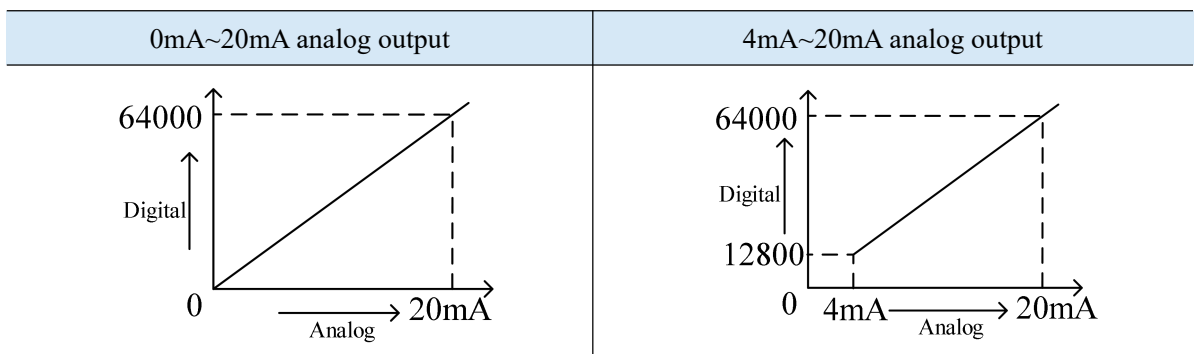 0mA~20mA analog output
64000
Digital
0
20mA
Analog
4mA~20mA analog output
64000
Digital
12800
0
4mA
20mA
Analog